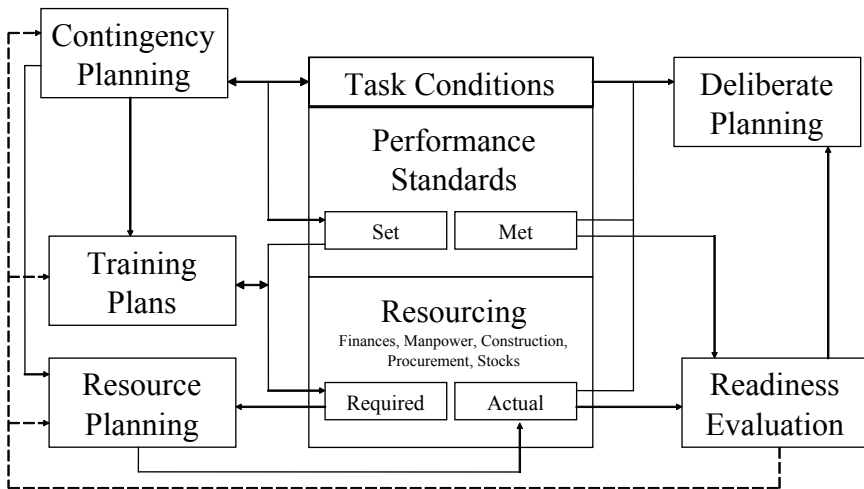 Contingency
Planning
Task Conditions
Deliberate
Planning
Performance
Standards
Set
Met
Training
Plans
Resourcing
Finances, Manpower, Construction,
Procurement, Stocks
Required
Actual
Resource
Planning
Readiness
Evaluation